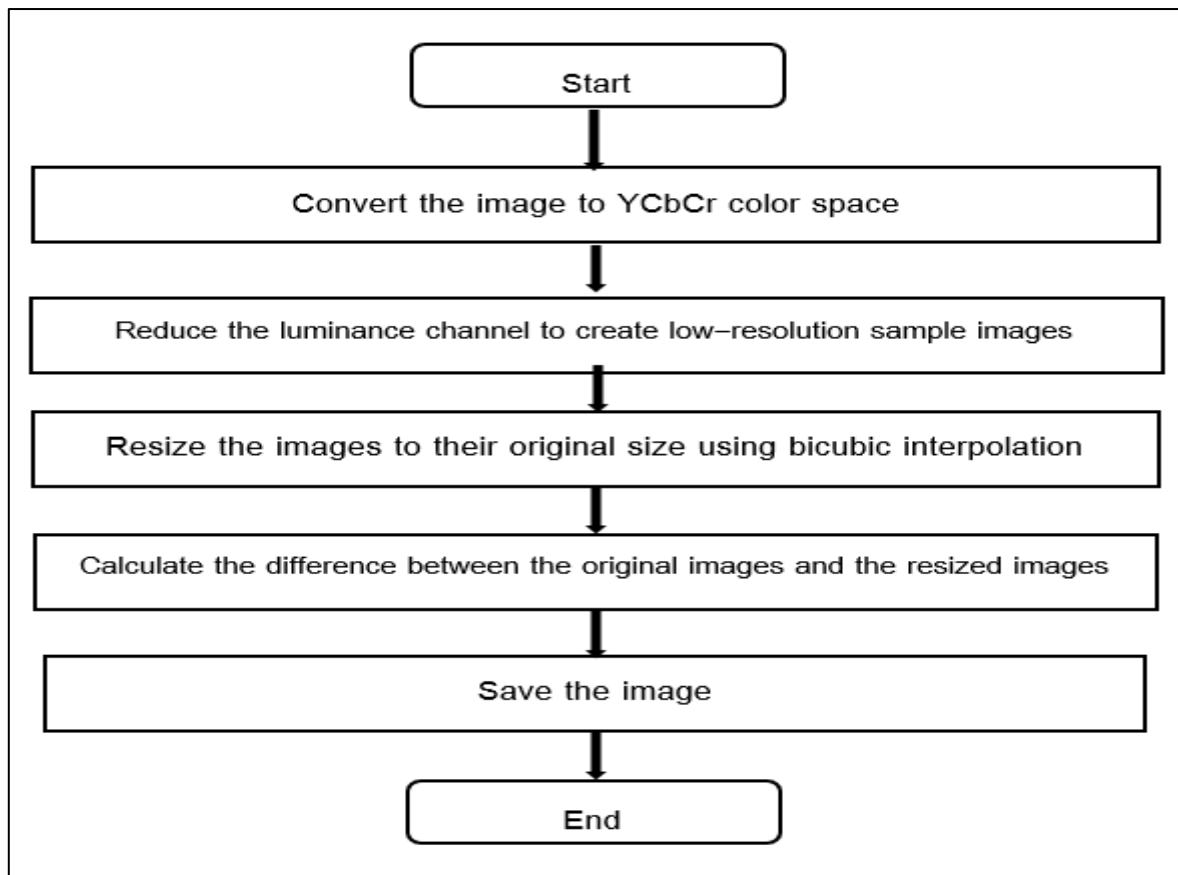 Start
Convert the image to YCbCr color space
Reduce the luminance channel to create low-resolution sample images
Resize the images to their original size using bicubic interpolation
Calculate the difference between the original images and the resized images
Save the image
End